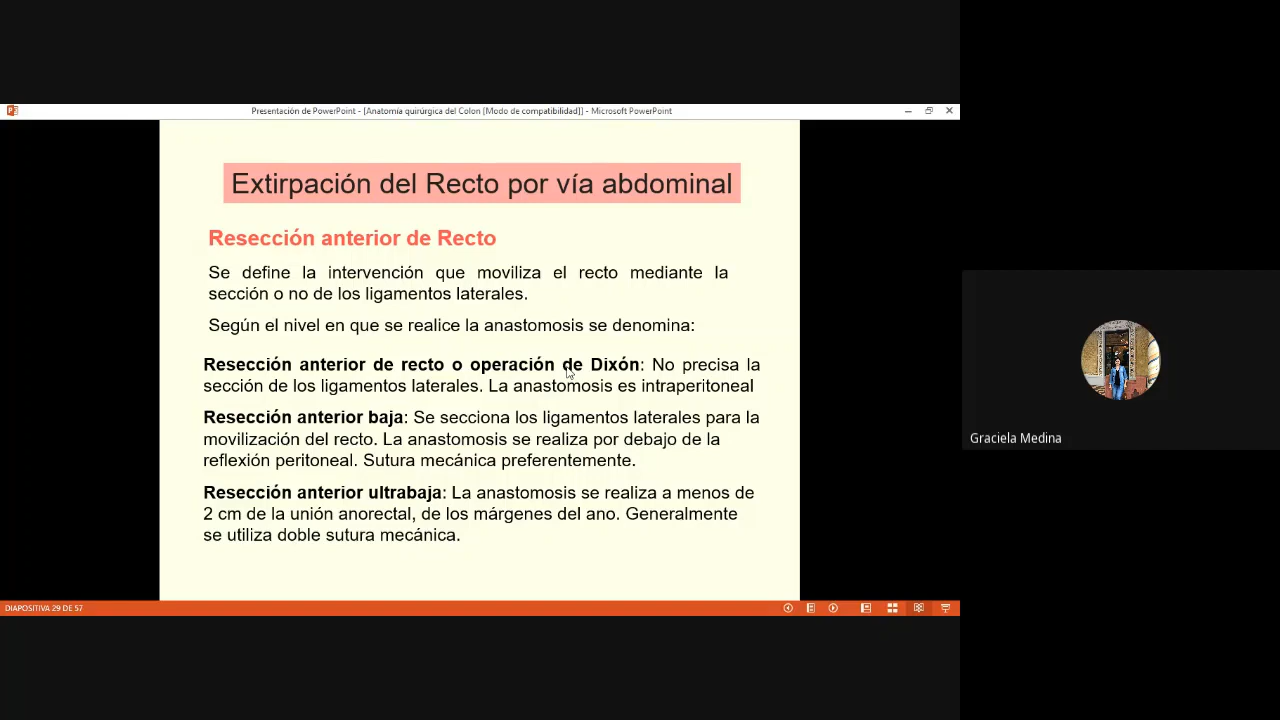 Presentación de PowerPoint - [Anatomía quirúrgica del Colon [Modo de compatibilidad]] - Microsoft PowerPoint
Extirpación del Recto por vía abdominal
Resección anterior de Recto
Se define la intervención que moviliza el recto mediante la
sección o no de los ligamentos laterales.
Según el nivel en que se realice la anastomosis se denomina:
Resección anterior de recto o operación de Dixón: No precisa la
sección de los ligamentos laterales. La anastomosis es intraperitoneal
Resección anterior baja: Se secciona los ligamentos laterales para la
movilización del recto. La anastomosis se realiza por debajo de la
reflexión peritoneal. Sutura mecánica preferentemente.
Resección anterior ultrabaja: La anastomosis se realiza a menos de
2 cm de la unión anorectal, de los márgenes del ano. Generalmente
se utiliza doble sutura mecánica.
DIAPOSITIVA 29 DE 57
Graciela Medina